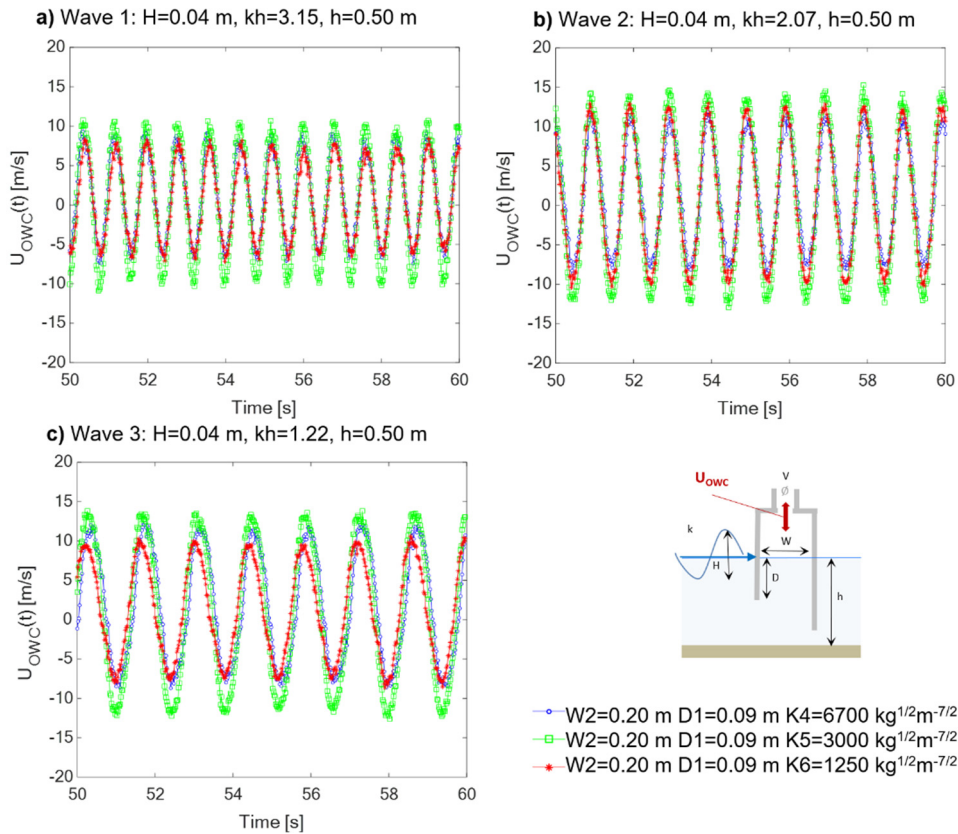 a) Wave 1: H=0.04 m, kh=3.15, h=0.50 m
20
15
10
5
0
-5
-10
-15
-20
U_OWC(t) [m/s]
50 52 54 56 58 60
Time [s]
b) Wave 2: H=0.04 m, kh=2.07, h=0.50 m
20
15
10
5
0
-5
-10
-15
-20
U_OWC(t) [m/s]
50 52 54 56 58 60
Time [s]
c) Wave 3: H=0.04 m, kh=1.22, h=0.50 m
20
15
10
5
0
-5
-10
-15
-20
U_OWC(t) [m/s]
50 52 54 56 58 60
Time [s]
V
Ø
U_OWC
k
W
H
D
h
W2=0.20 m D1=0.09 m K4=6700 kg^1/2 m^-7/2
W2=0.20 m D1=0.09 m K5=3000 kg^1/2 m^-7/2
W2=0.20 m D1=0.09 m K6=1250 kg^1/2 m^-7/2